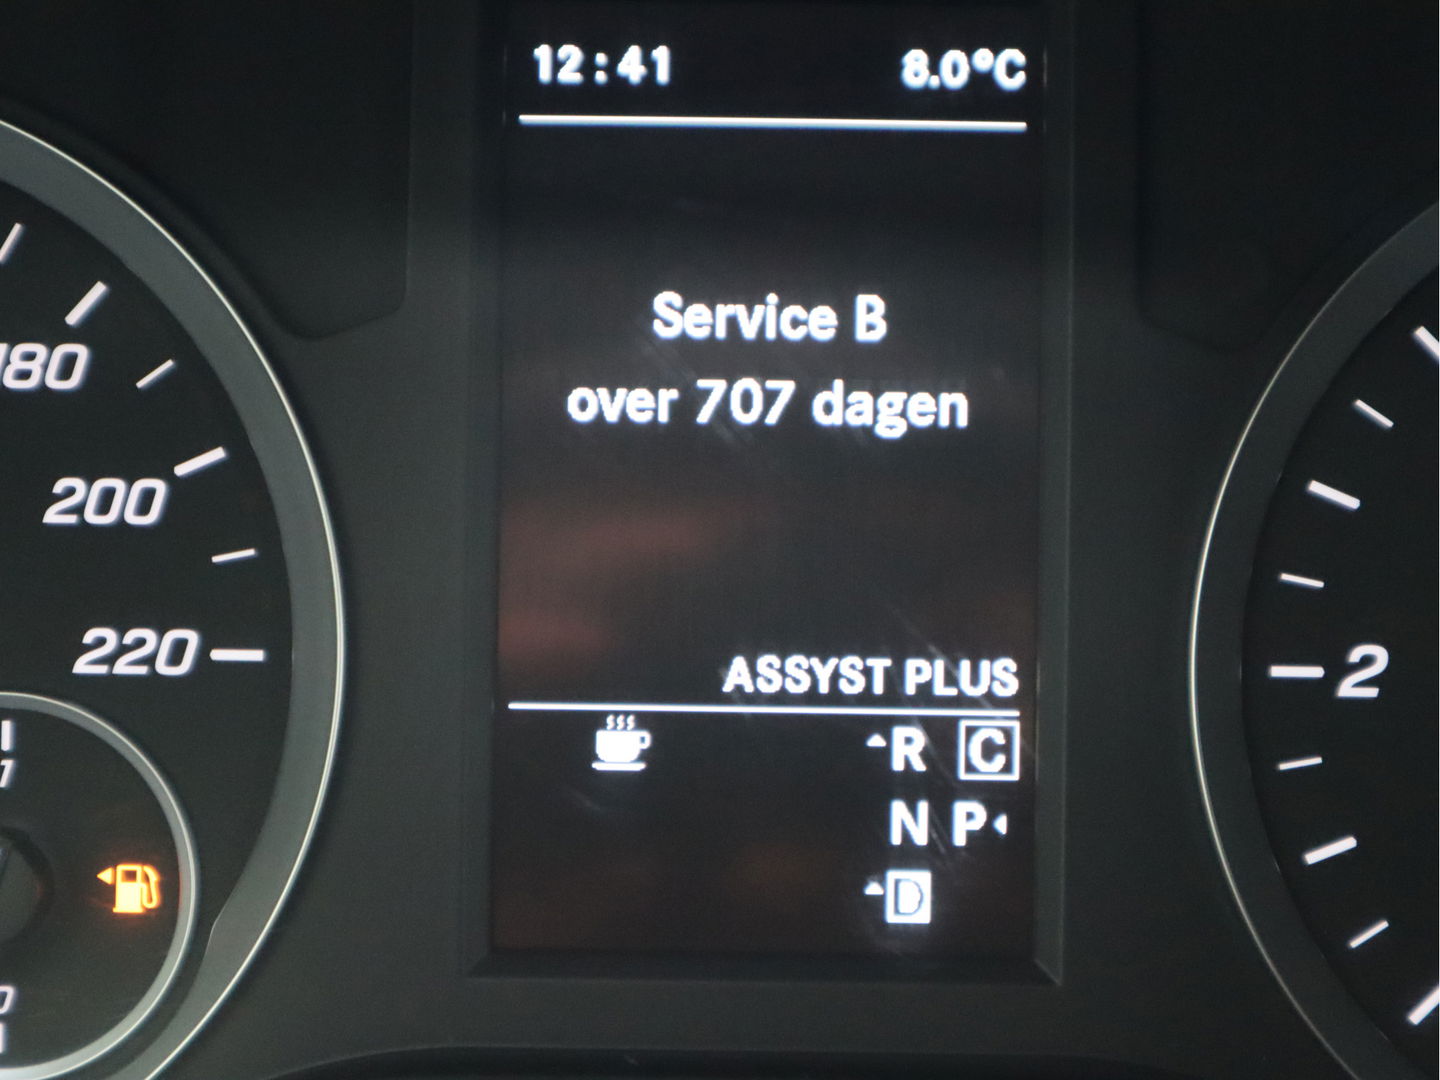 12:41 8.0°C
Service B
over 707 dagen
ASSYST PLUS
R C
N P
D
180
200
220
2